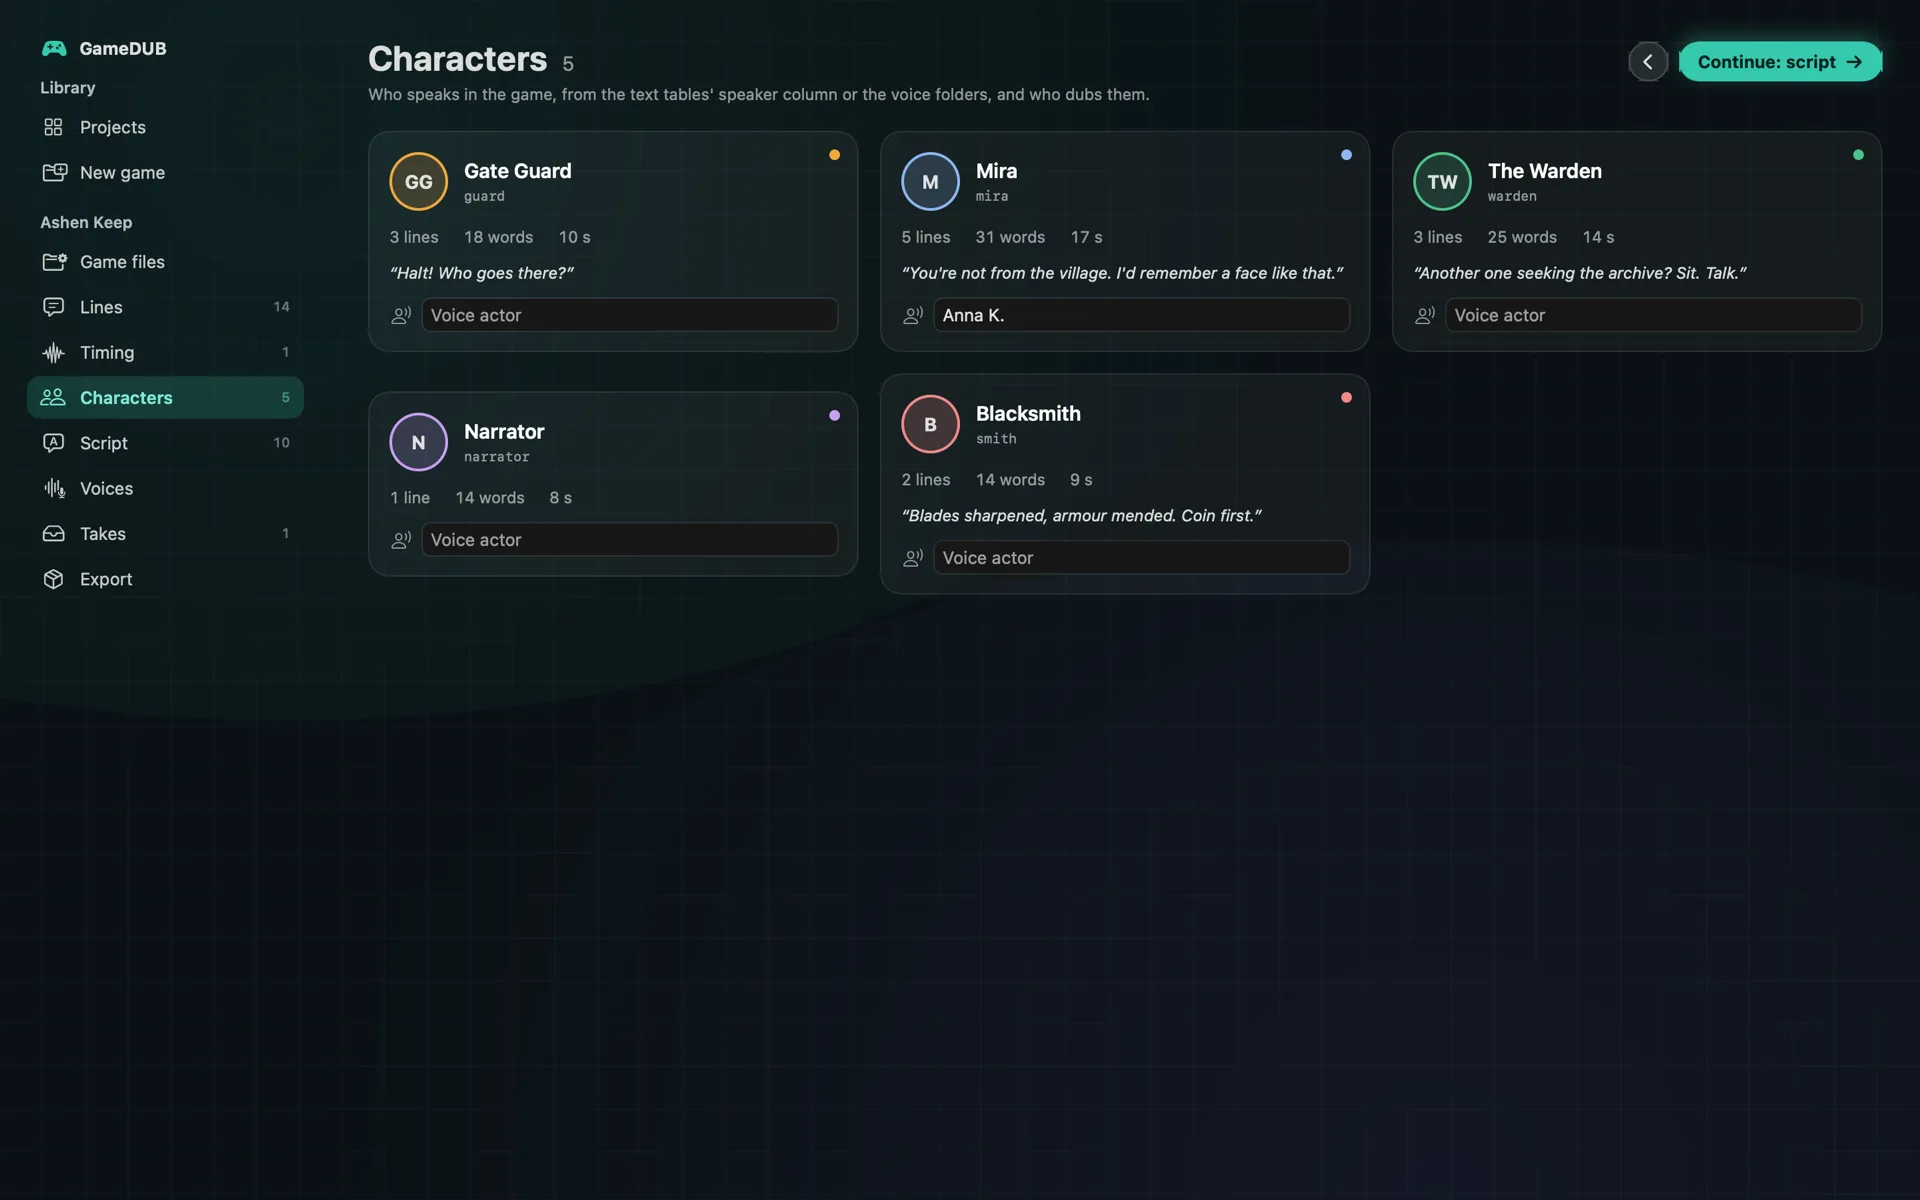 GameDUB
Library
Projects
New game
Ashen Keep
Game files
Lines 14
Timing 1
Characters 5
Script 10
Voices
Takes 1
Export
Characters 5
Who speaks in the game, from the text tables' speaker column or the voice folders, and who dubs them.
Continue: script →
GG
Gate Guard
guard
3 lines 18 words 10 s
“Halt! Who goes there?”
Voice actor
M
Mira
mira
5 lines 31 words 17 s
“You're not from the village. I'd remember a face like that.”
Anna K.
TW
The Warden
warden
3 lines 25 words 14 s
“Another one seeking the archive? Sit. Talk.”
Voice actor
N
Narrator
narrator
1 line 14 words 8 s
Voice actor
B
Blacksmith
smith
2 lines 14 words 9 s
“Blades sharpened, armour mended. Coin first.”
Voice actor